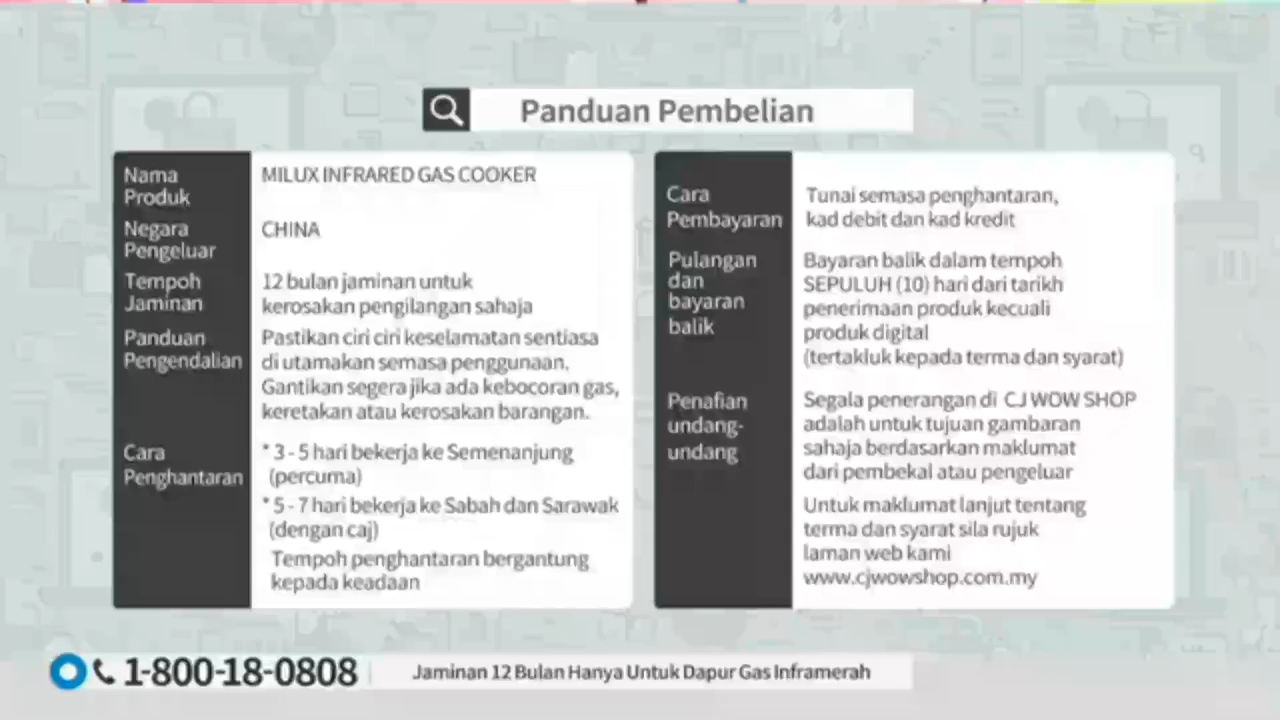 Panduan Pembelian
Nama
Produk
MILUX INFRARED GAS COOKER
Negara
Pengeluar
CHINA
Tempoh
Jaminan
12 bulan jaminan untuk
kerosakan pengilangan sahaja
Panduan
Pengendalian
Pastikan ciri ciri keselamatan sentiasa
di utamakan semasa penggunaan.
Gantikan segera jika ada kebocoran gas,
keretakan atau kerosakan barangan.
Cara
Penghantaran
* 3 - 5 hari bekerja ke Semenanjung
(percuma)
* 5 - 7 hari bekerja ke Sabah dan Sarawak
(dengan caj)
Tempoh penghantaran bergantung
kepada keadaan
Cara
Pembayaran
Tunai semasa penghantaran,
kad debit dan kad kredit
Pulangan
dan
bayaran
balik
Bayaran balik dalam tempoh
SEPULUH (10) hari dari tarikh
penerimaan produk kecuali
produk digital
(tertakluk kepada terma dan syarat)
Penafian
undang-
undang
Segala penerangan di CJ WOW SHOP
adalah untuk tujuan gambaran
sahaja berdasarkan maklumat
dari pembekal atau pengeluar
Untuk maklumat lanjut tentang
terma dan syarat sila rujuk
laman web kami
www.cjwowshop.com.my
1-800-18-0808
Jaminan 12 Bulan Hanya Untuk Dapur Gas Inframerah